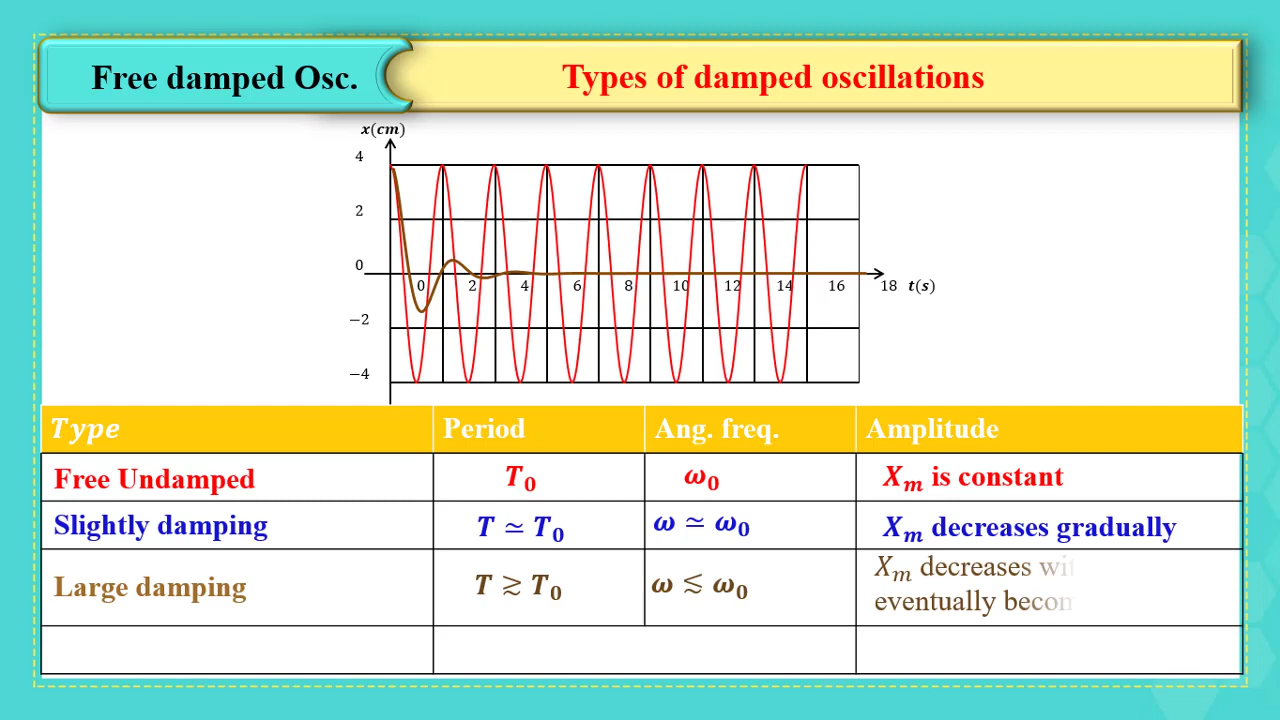 Free damped Osc.
Types of damped oscillations
x(cm)
4
2
0
−2
−4
0 2 4 6 8 10 12 14 16 18 t(s)
Type Period Ang. freq. Amplitude
Free Undamped T₀ ω₀ Xₘ is constant
Slightly damping T ≃ T₀ ω ≃ ω₀ Xₘ decreases gradually
Large damping T ≳ T₀ ω ≲ ω₀ Xₘ decreases
eventually